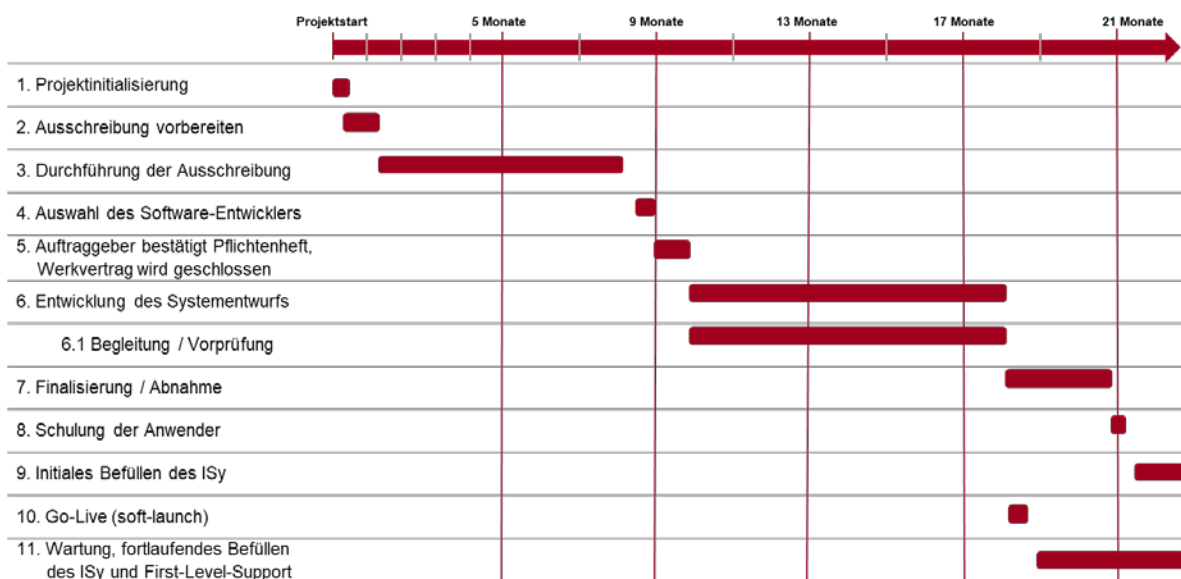 Projektstart 5 Monate 9 Monate 13 Monate 17 Monate 21 Monate
1. Projektinitialisierung
2. Ausschreibung vorbereiten
3. Durchführung der Ausschreibung
4. Auswahl des Software-Entwicklers
5. Auftraggeber bestätigt Pflichtenheft,
Werkvertrag wird geschlossen
6. Entwicklung des Systementwurfs
6.1 Begleitung / Vorprüfung
7. Finalisierung / Abnahme
8. Schulung der Anwender
9. Initiales Befüllen des ISy
10. Go-Live (soft-launch)
11. Wartung, fortlaufendes Befüllen
des ISy und First-Level-Support